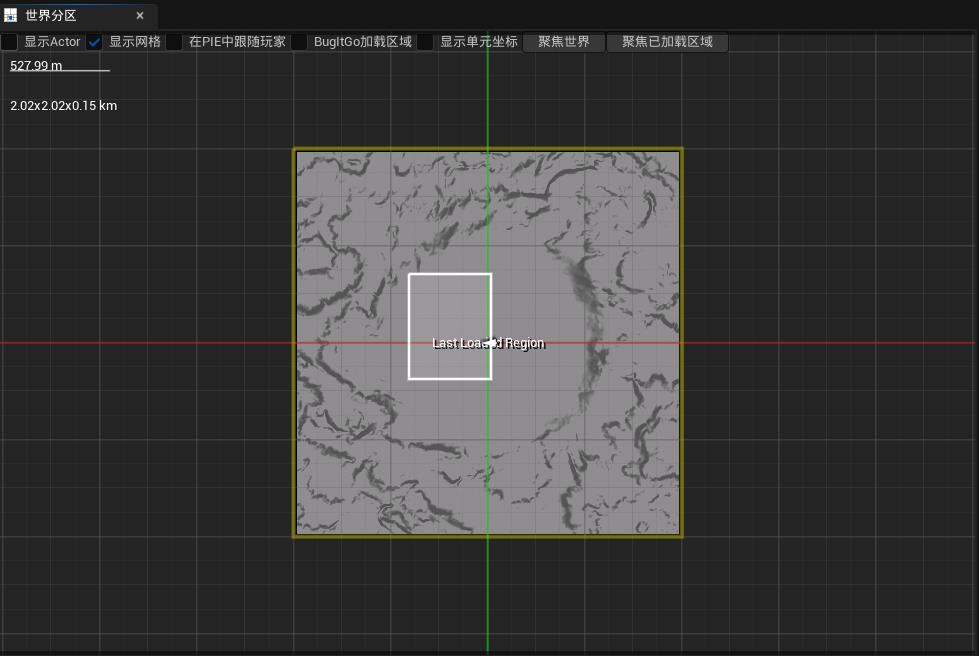 世界分区
显示Actor 显示网格 在PIE中跟随玩家 BugItGo加载区域 显示单元坐标 聚焦世界 聚焦已加载区域
527.99 m
2.02x2.02x0.15 km
Last Loaded Region